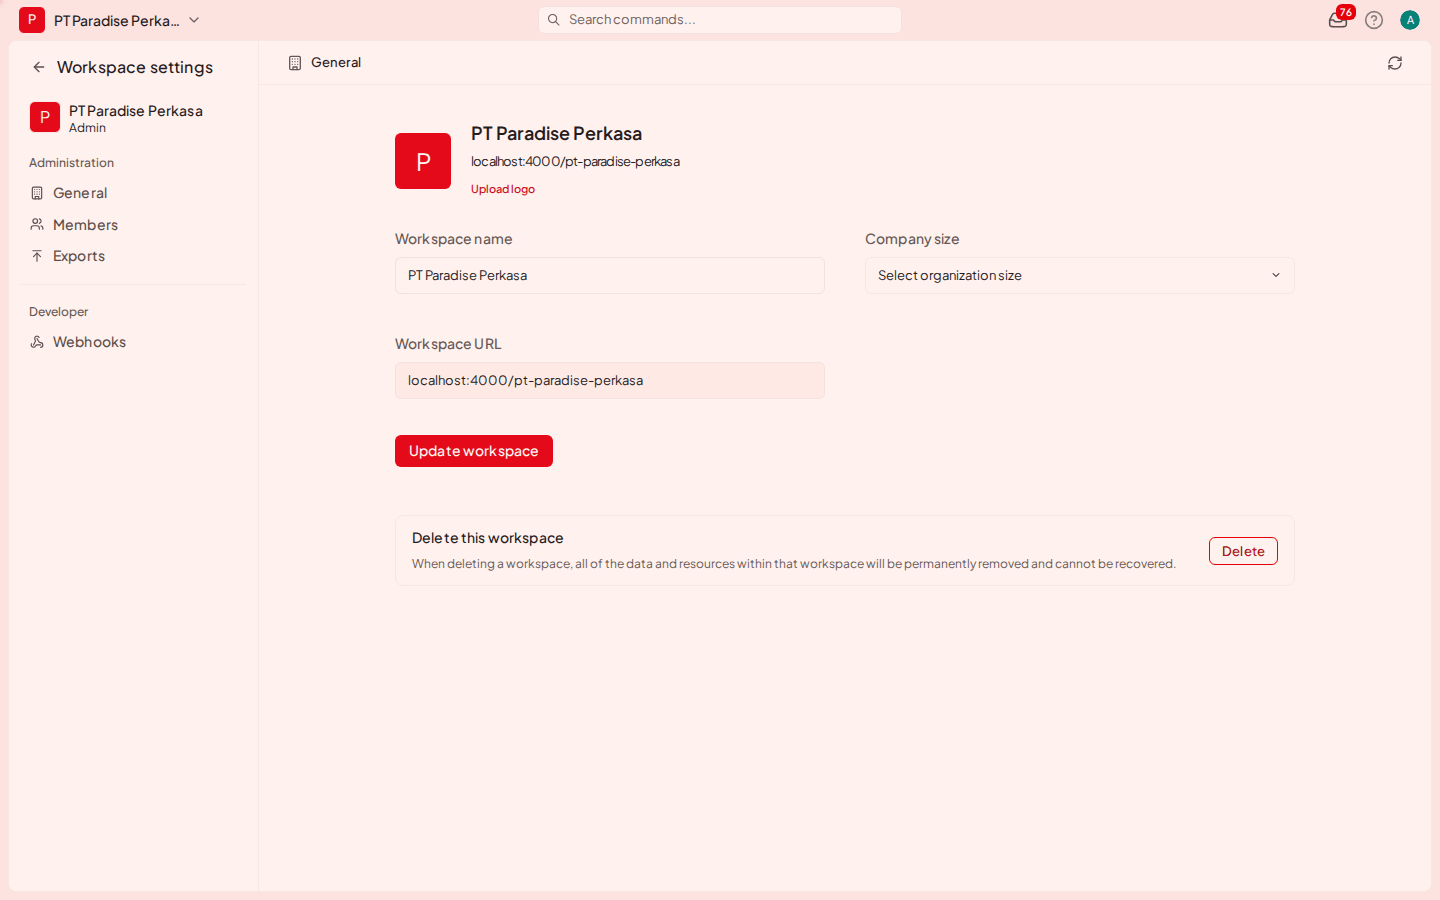 P PT Paradise Perka...
Search commands...
76
A
Workspace settings
General
P
PT Paradise Perkasa
Admin
Administration
General
Members
Exports
Developer
Webhooks
P
PT Paradise Perkasa
localhost:4000/pt-paradise-perkasa
Upload logo
Workspace name
PT Paradise Perkasa
Company size
Select organization size
Workspace URL
localhost:4000/pt-paradise-perkasa
Update workspace
Delete this workspace
When deleting a workspace, all of the data and resources within that workspace will be permanently removed and cannot be recovered.
Delete